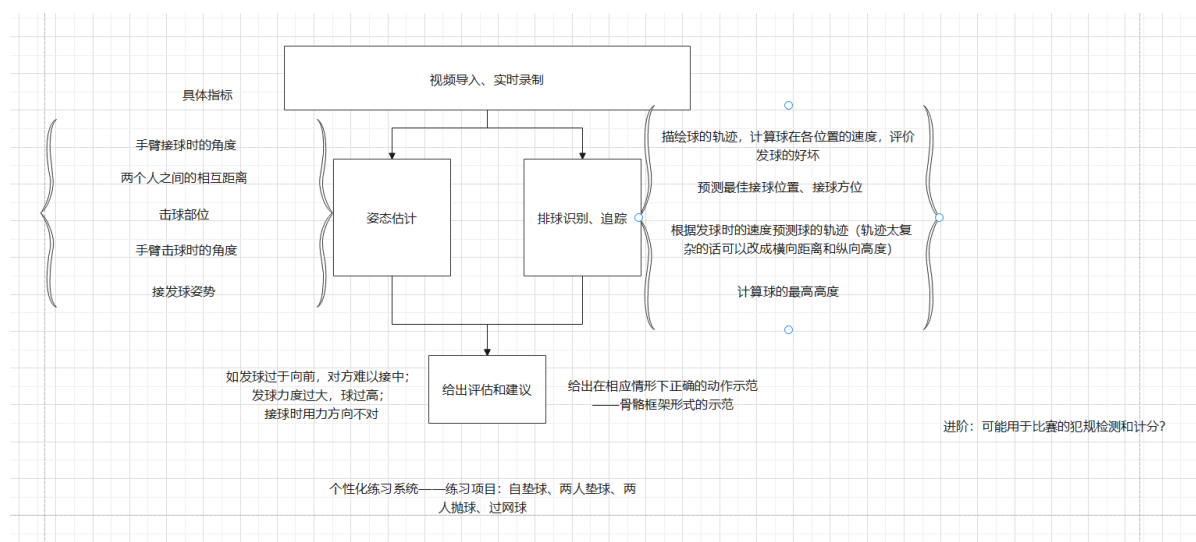 视频导入、实时录制
具体指标
手臂接球时的角度
两个人之间的相互距离
击球部位
手臂击球时的角度
接发球姿势
姿态估计
排球识别、追踪
描绘球的轨迹，计算球在各位置的速度，评价
发球的好坏
预测最佳接球位置、接球方位
根据发球时的速度预测球的轨迹（轨迹太复
杂的话可以改成横向距离和纵向高度）
计算球的最高高度
如发球过于向前，对方难以接中；
发球力度过大，球过高；
接球时用力方向不对
给出评估和建议
给出在相应情形下正确的动作示范
——骨骼框架形式的示范
进阶：可能用于比赛的犯规检测和计分？
个性化练习系统——练习项目：自垫球、两人垫球、两
人抛球、过网球